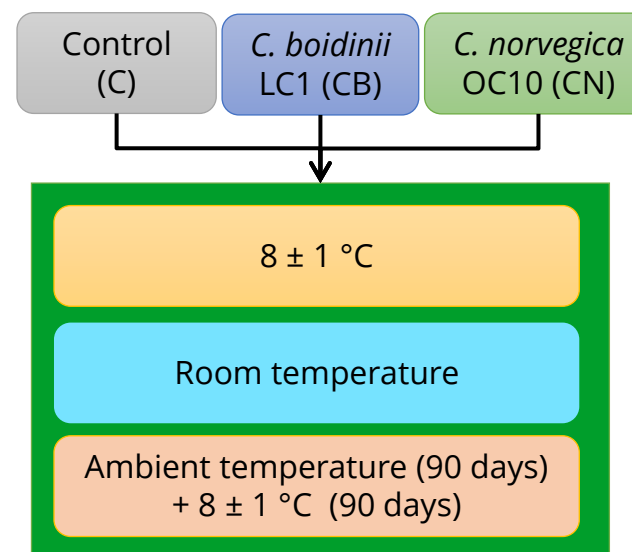 Control
(C)
C. boidinii
LC1 (CB)
C. norvegica
OC10 (CN)
8 ± 1 °C
Room temperature
Ambient temperature (90 days)
+ 8 ± 1 °C (90 days)